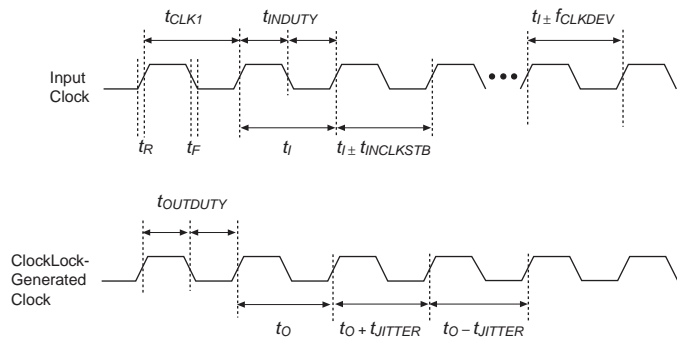 tCLK1 tINDUTY tI ± fCLKDEV
Input
Clock
tR tF tI tI ± tINCLKSTB
tOUTDUTY
ClockLock-
Generated
Clock
tO tO + tJITTER tO – tJITTER